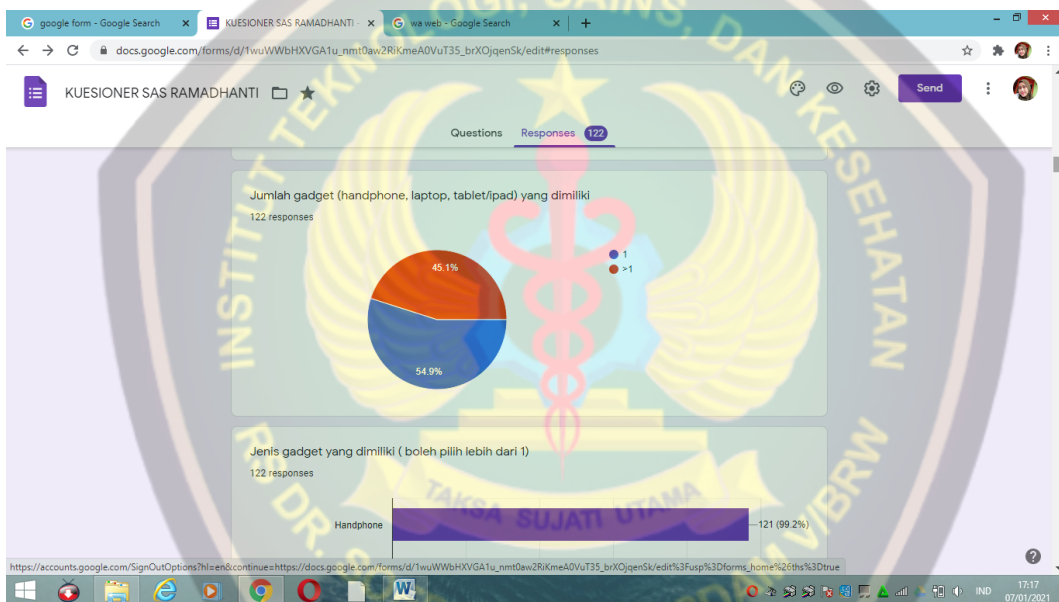 google form - Google Search
KUESIONER SAS RAMADHANTI -
wa web - Google Search
docs.google.com/forms/d/1wuWWbHXVGA1u_nmt0aw2RiKmeA0VuT35_brXOjqenSk/edit#responses
KUESIONER SAS RAMADHANTI
Send
Questions
Responses 122
Jumlah gadget (handphone, laptop, tablet/ipad) yang dimiliki
122 responses
45.1%
54.9%
1
>1
Jenis gadget yang dimiliki ( boleh pilih lebih dari 1)
122 responses
Handphone
121 (99.2%)
INSTITUT TEKNOLOGI, SAINS, DAN KESEHATAN
TAKSA SUJATI UTAMA
RS DR. S
AM V/BRW
https://accounts.google.com/SignOutOptions?hl=en&continue=https://docs.google.com/forms/d/1wuWWbHXVGA1u_nmt0aw2RiKmeA0VuT35_brXOjqenSk/edit%3Fusp%3Dforms_home%26ths%3Dtrue
IND
17:17
07/01/2021